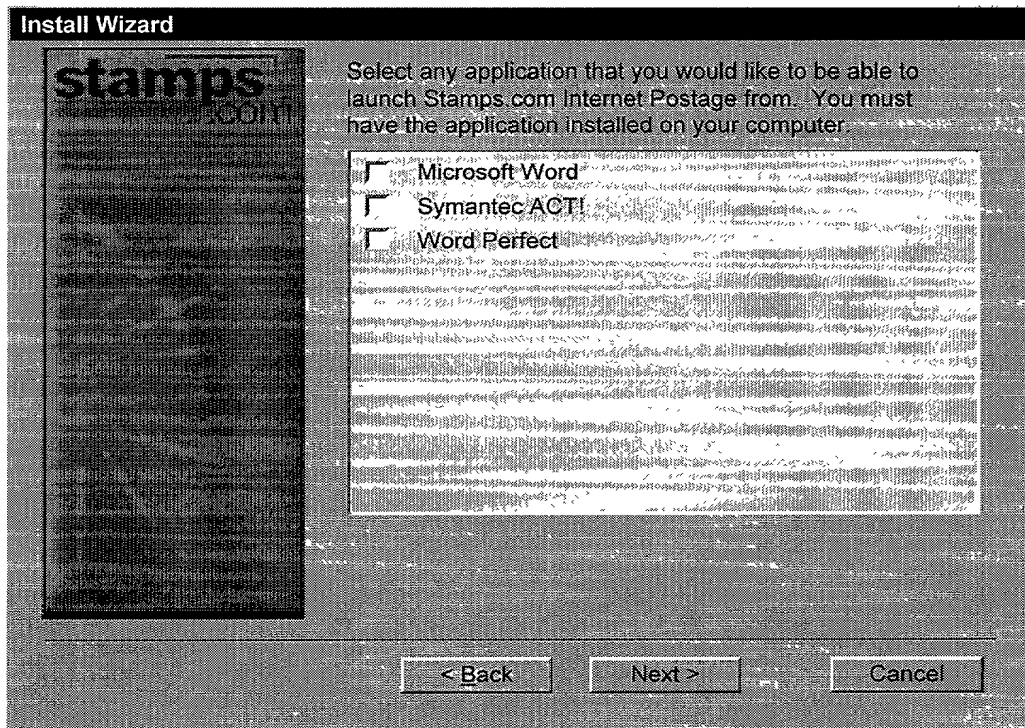 Install Wizard
stamps
.com
Select any application that you would like to be able to
launch Stamps.com Internet Postage from. You must
have the application installed on your computer.
Microsoft Word
Symantec ACT!
Word Perfect
< Back
Next >
Cancel